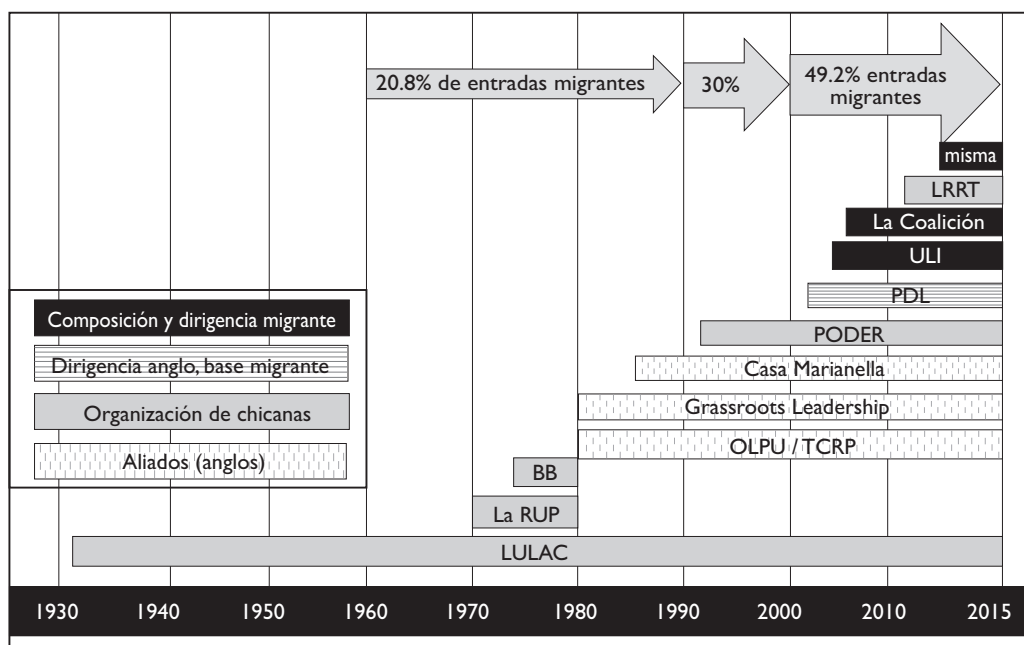 20.8% de entradas migrantes
30%
49.2% entradas
migrantes
misma
LRRT
La Coalición
ULI
PDL
PODER
Casa Marianella
Grassroots Leadership
OLPU / TCRP
BB
La RUP
LULAC
Composición y dirigencia migrante
Dirigencia anglo, base migrante
Organización de chicanas
Aliados (anglos)
1930 1940 1950 1960 1970 1980 1990 2000 2010 2015